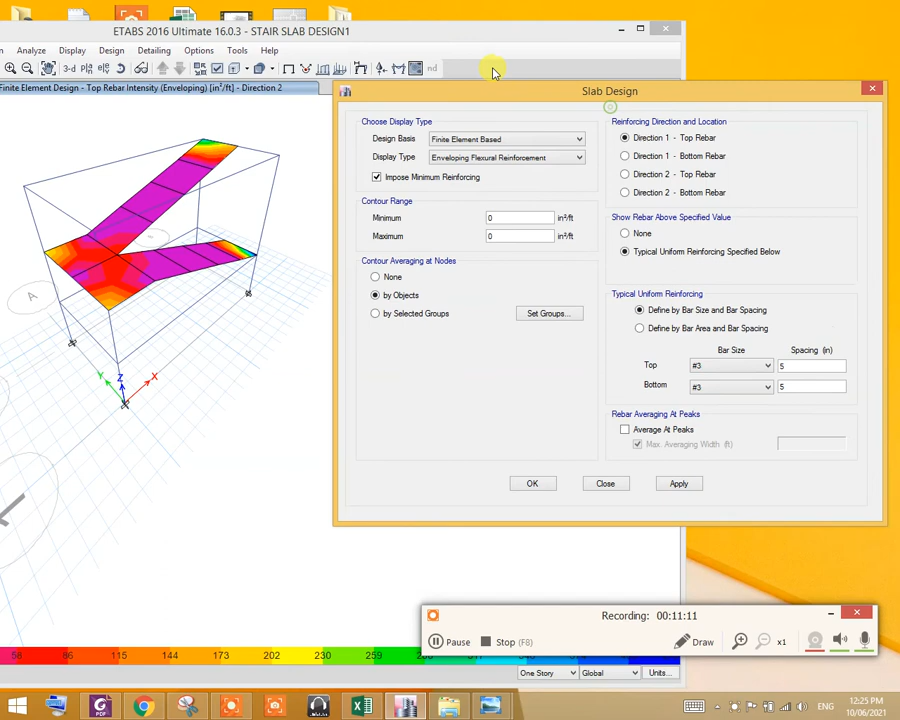 ETABS 2016 Ultimate 16.0.3 - STAIR SLAB DESIGN1
Analyze Display Design Detailing Options Tools Help
3-d nd
Finite Element Design - Top Rebar Intensity (Enveloping) [in²/ft] - Direction 2
Slab Design
Choose Display Type
Design Basis Finite Element Based
Display Type Enveloping Flexural Reinforcement
Impose Minimum Reinforcing
Contour Range
Minimum 0 in²/ft
Maximum 0 in²/ft
Contour Averaging at Nodes
None
by Objects
by Selected Groups Set Groups...
Reinforcing Direction and Location
Direction 1 - Top Rebar
Direction 1 - Bottom Rebar
Direction 2 - Top Rebar
Direction 2 - Bottom Rebar
Show Rebar Above Specified Value
None
Typical Uniform Reinforcing Specified Below
Typical Uniform Reinforcing
Define by Bar Size and Bar Spacing
Define by Bar Area and Bar Spacing
Bar Size Spacing (in)
Top #3 5
Bottom #3 5
Rebar Averaging At Peaks
Average At Peaks
Max. Averaging Width (ft)
OK Close Apply
A
Y Z X
1
Recording: 00:11:11
Pause Stop (F8) Draw x1
58 86 115 144 173 202 230 259
One Story Global Units...
PDF
ENG
12:25 PM
10/06/2021